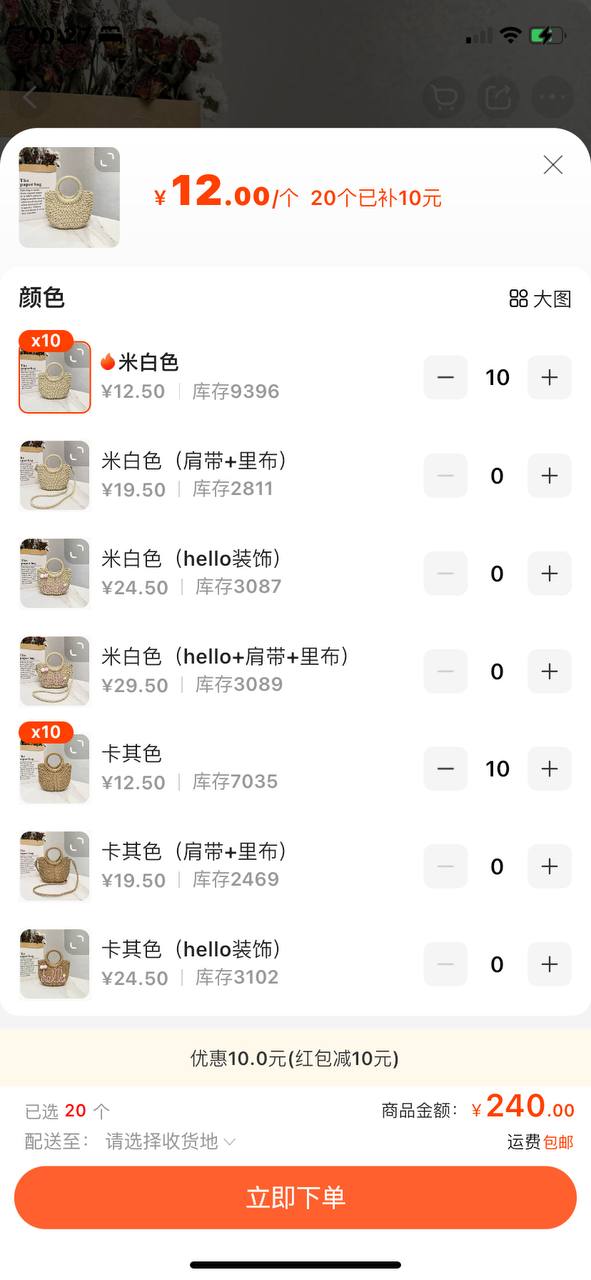 ¥12.00/个 20个已补10元
颜色
大图
x10
米白色
¥12.50 库存9396
10
米白色（肩带+里布）
¥19.50 库存2811
0
米白色（hello装饰）
¥24.50 库存3087
0
米白色（hello+肩带+里布）
¥29.50 库存3089
0
x10
卡其色
¥12.50 库存7035
10
卡其色（肩带+里布）
¥19.50 库存2469
0
卡其色（hello装饰）
¥24.50 库存3102
0
优惠10.0元(红包减10元)
已选 20 个
商品金额：¥240.00
配送至：请选择收货地
运费包邮
立即下单